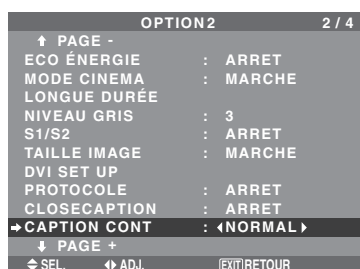 OPTION2 2 / 4
↑ PAGE -
ECO ÉNERGIE : ARRET
MODE CINEMA : MARCHE
LONGUE DURÉE
NIVEAU GRIS : 3
S1/S2 : ARRET
TAILLE IMAGE : MARCHE
DVI SET UP
PROTOCOLE : ARRET
CLOSECAPTION : ARRET
→CAPTION CONT : ◀NORMAL▶
↓ PAGE +
SEL. ADJ. EXIT RETOUR